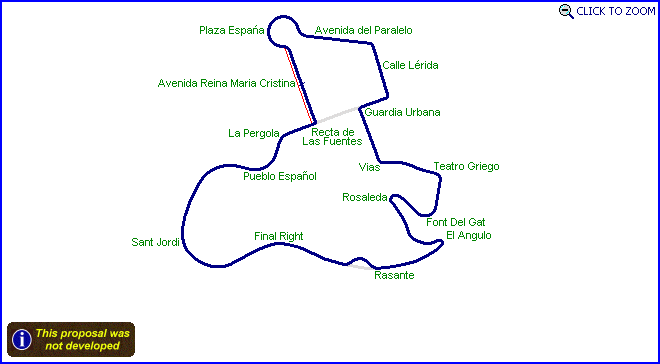 CLICK TO ZOOM
Plaza España
Avenida del Paralelo
Calle Lérida
Avenida Reina Maria Cristina
Guardia Urbana
La Pergola
Recta de
Las Fuentes
Vias
Teatro Griego
Pueblo Español
Rosaleda
Font Del Gat
El Angulo
Sant Jordi
Final Right
Rasante
This proposal was
not developed